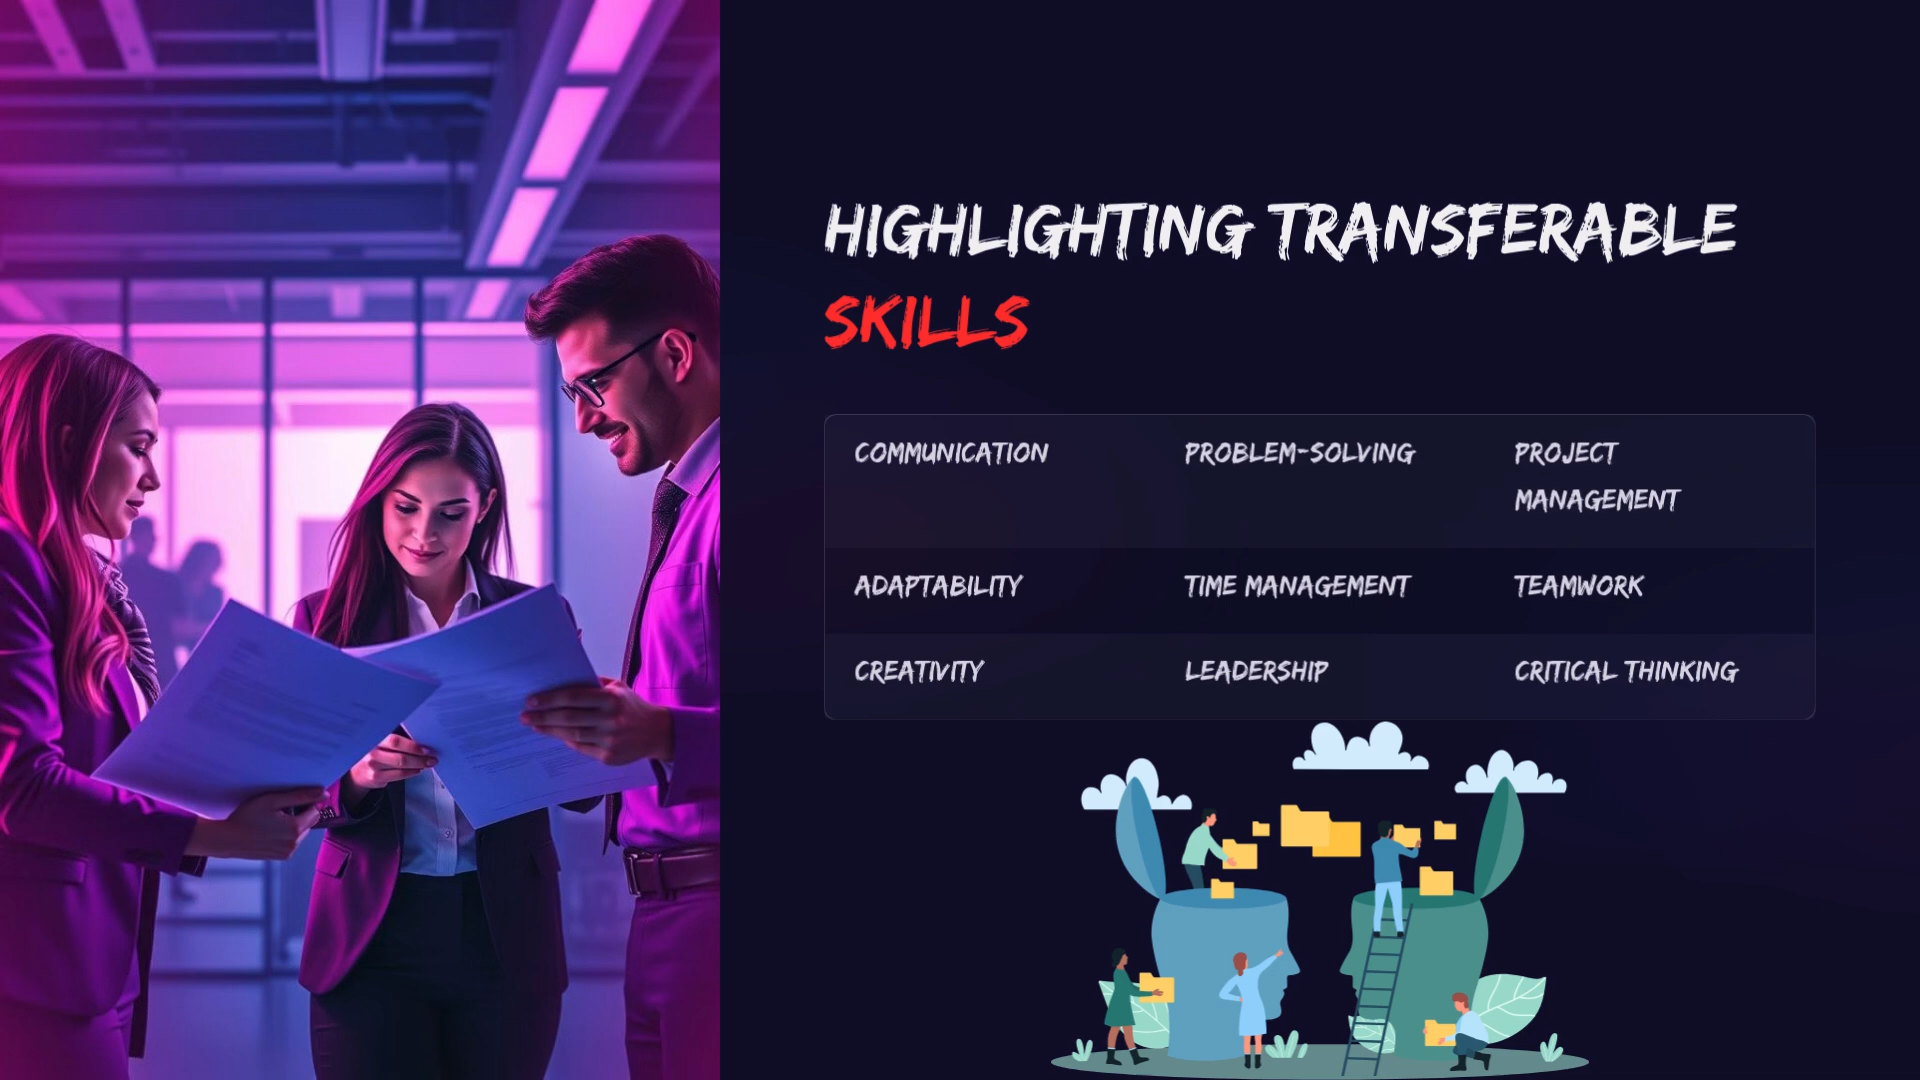 HIGHLIGHTING TRANSFERABLE
SKILLS
COMMUNICATION
PROBLEM-SOLVING
PROJECT
MANAGEMENT
ADAPTABILITY
TIME MANAGEMENT
TEAMWORK
CREATIVITY
LEADERSHIP
CRITICAL THINKING